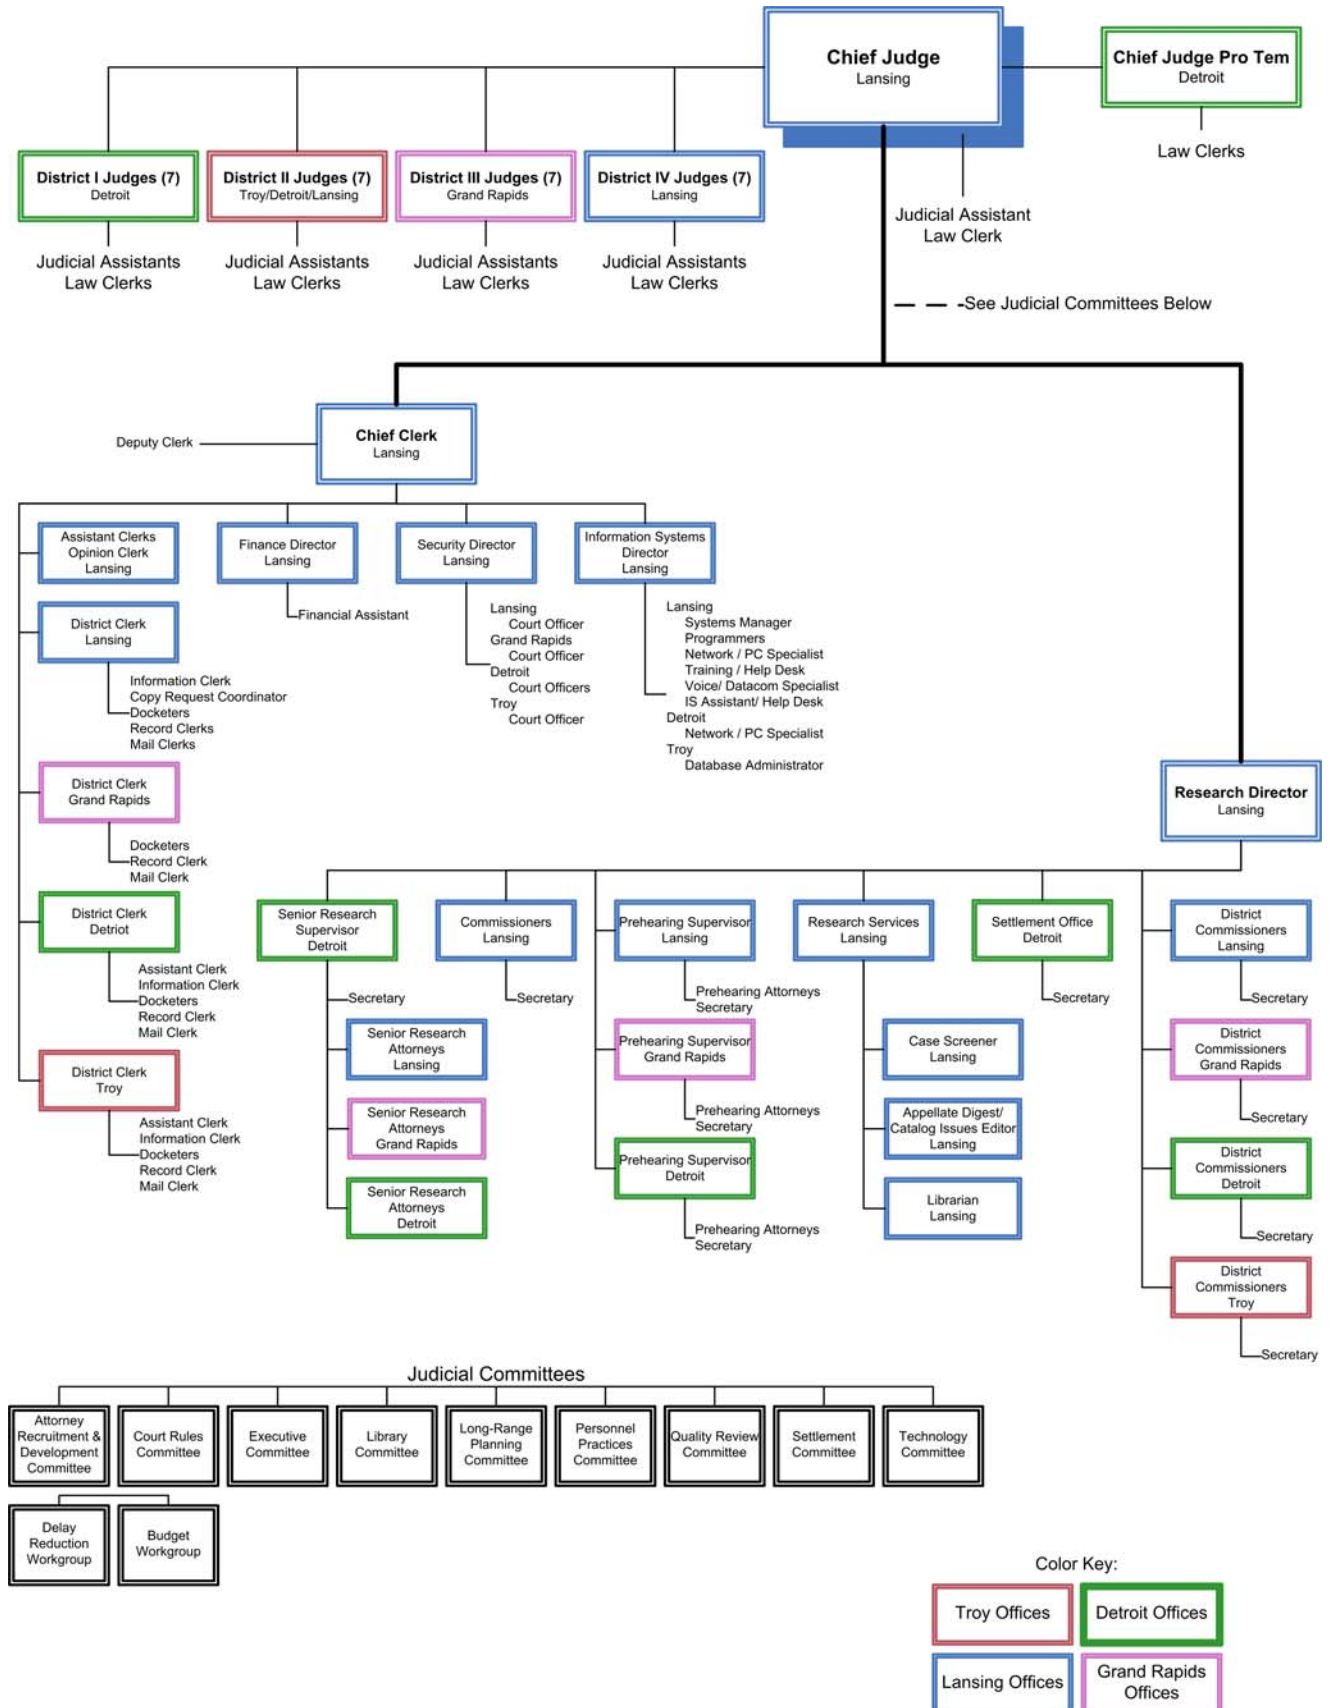 Chief Judge
Lansing
Chief Judge Pro Tem
Detroit
Law Clerks
District I Judges (7)
Detroit
District II Judges (7)
Troy/Detroit/Lansing
District III Judges (7)
Grand Rapids
District IV Judges (7)
Lansing
Judicial Assistant
Law Clerk
Judicial Assistants
Law Clerks
Judicial Assistants
Law Clerks
Judicial Assistants
Law Clerks
Judicial Assistants
Law Clerks
See Judicial Committees Below
Chief Clerk
Lansing
Deputy Clerk
Assistant Clerks
Opinion Clerk
Lansing
Finance Director
Lansing
Security Director
Lansing
Information Systems
Director
Lansing
Financial Assistant
Lansing
Court Officer
Grand Rapids
Court Officer
Detroit
Court Officers
Troy
Court Officer
Lansing
Systems Manager
Programmers
Network / PC Specialist
Training / Help Desk
Voice/ Datacom Specialist
IS Assistant/ Help Desk
Detroit
Network / PC Specialist
Troy
Database Administrator
District Clerk
Lansing
Information Clerk
Copy Request Coordinator
Docketers
Record Clerks
Mail Clerks
District Clerk
Grand Rapids
Docketers
Record Clerk
Mail Clerk
District Clerk
Detriot
Assistant Clerk
Information Clerk
Docketers
Record Clerk
Mail Clerk
District Clerk
Troy
Assistant Clerk
Information Clerk
Docketers
Record Clerk
Mail Clerk
Research Director
Lansing
Senior Research
Supervisor
Detroit
Secretary
Senior Research
Attorneys
Lansing
Senior Research
Attorneys
Grand Rapids
Senior Research
Attorneys
Detroit
Commissioners
Lansing
Secretary
Prehearing Supervisor
Lansing
Prehearing Attorneys
Secretary
Prehearing Supervisor
Grand Rapids
Prehearing Attorneys
Secretary
Prehearing Supervisor
Detroit
Prehearing Attorneys
Secretary
Research Services
Lansing
Case Screener
Lansing
Appellate Digest/
Catalog Issues Editor
Lansing
Librarian
Lansing
Settlement Office
Detroit
Secretary
District
Commissioners
Lansing
Secretary
District
Commissioners
Grand Rapids
Secretary
District
Commissioners
Detroit
Secretary
District
Commissioners
Troy
Secretary
Judicial Committees
Attorney
Recruitment &
Development
Committee
Court Rules
Committee
Executive
Committee
Library
Committee
Long-Range
Planning
Committee
Personnel
Practices
Committee
Quality Review
Committee
Settlement
Committee
Technology
Committee
Delay
Reduction
Workgroup
Budget
Workgroup
Color Key:
Troy Offices
Detroit Offices
Lansing Offices
Grand Rapids
Offices